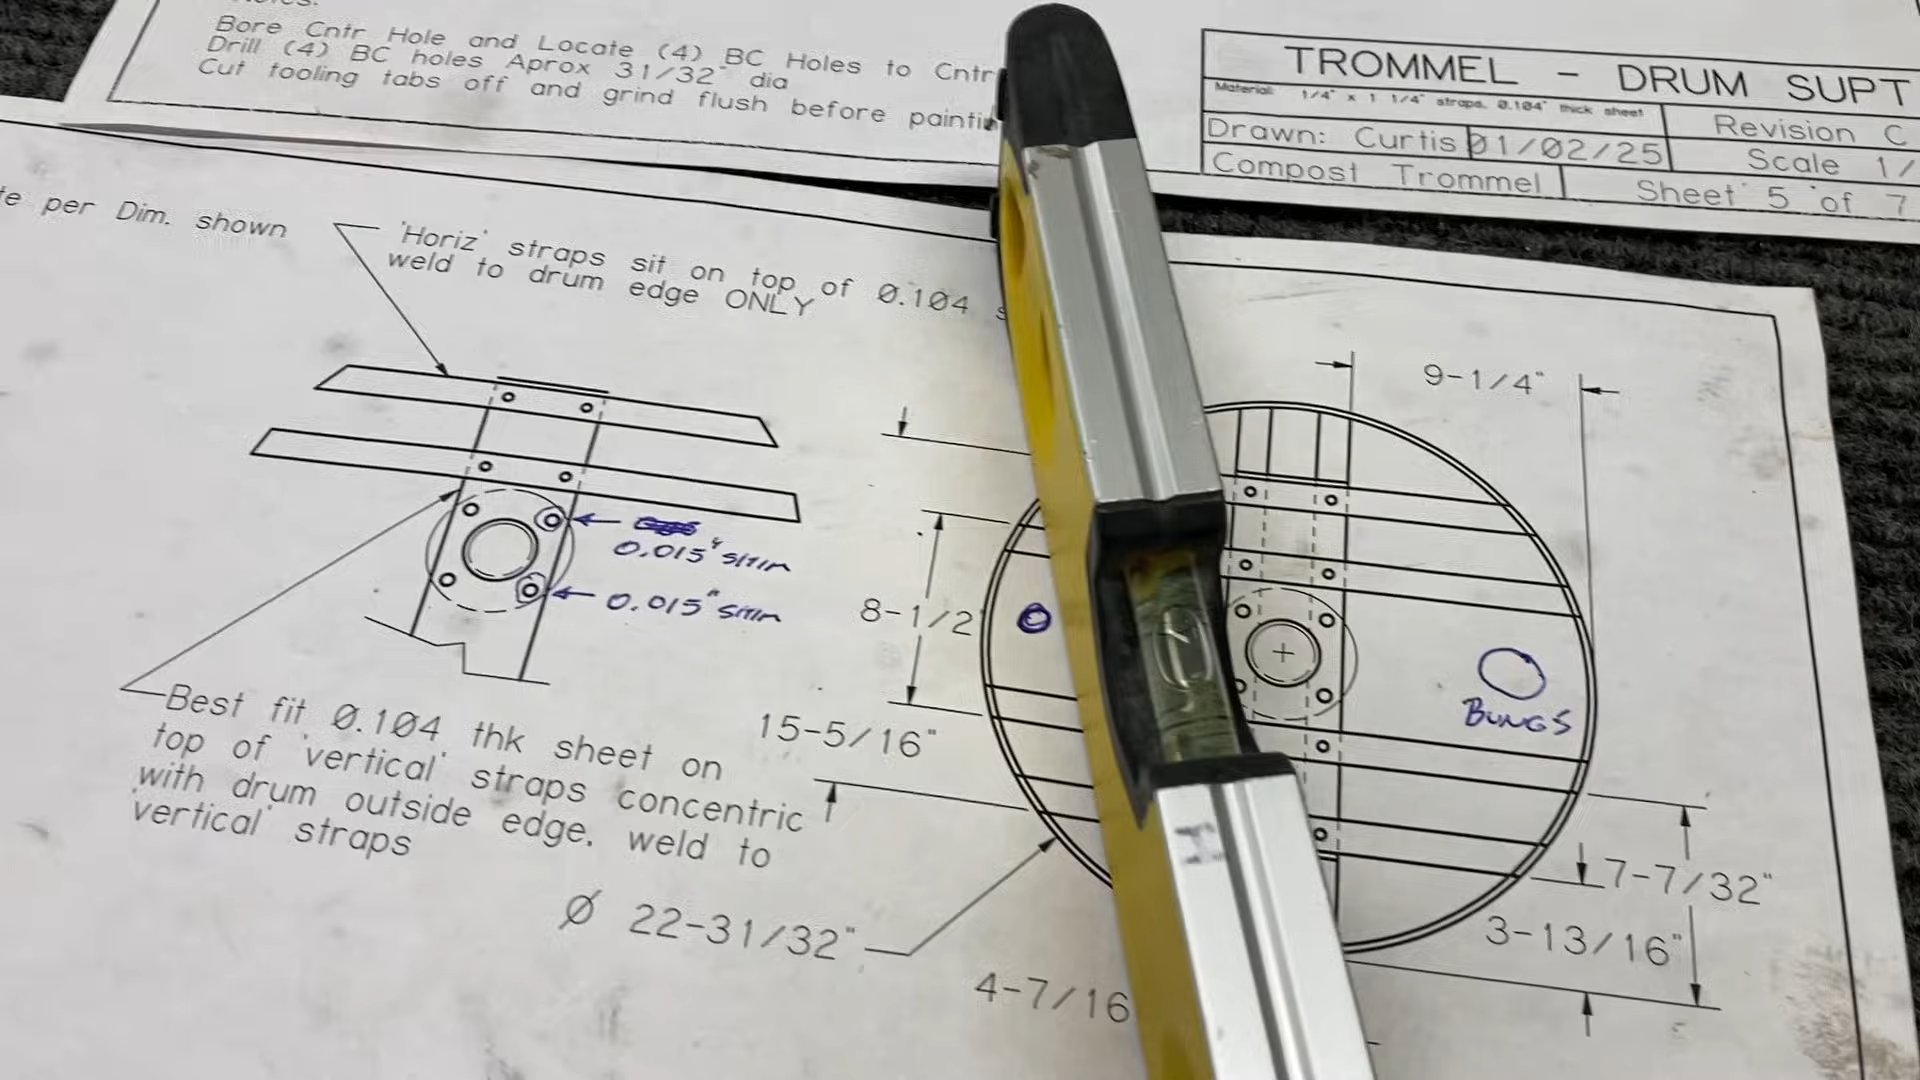 Bore Cntr Hole and Locate (4) BC Holes to Cntr
Drill (4) BC holes Aprox 31/32" dia
Cut tooling tabs off and grind flush before
TROMMEL - DRUM SUPT
Material: 1/4" x 1 1/4" straps, 0.104" thick sheet
Drawn: Curtis 01/02/25
Revision C
Scale 1/
Compost Trommel
Sheet 5 of 7
per Dim. shown
'Horiz' straps sit on top of Ø.1Ø4
weld to drum edge ONLY
9-1/4"
0.015" SHIM
0.015" SHIM
8-1/2
BUNGS
15-5/16"
Best fit Ø.1Ø4 thk sheet on
top of 'vertical' straps concentric
with drum outside edge. weld to
'vertical' straps
7-7/32"
3-13/16"
Ø 22-31/32"
4-7/16